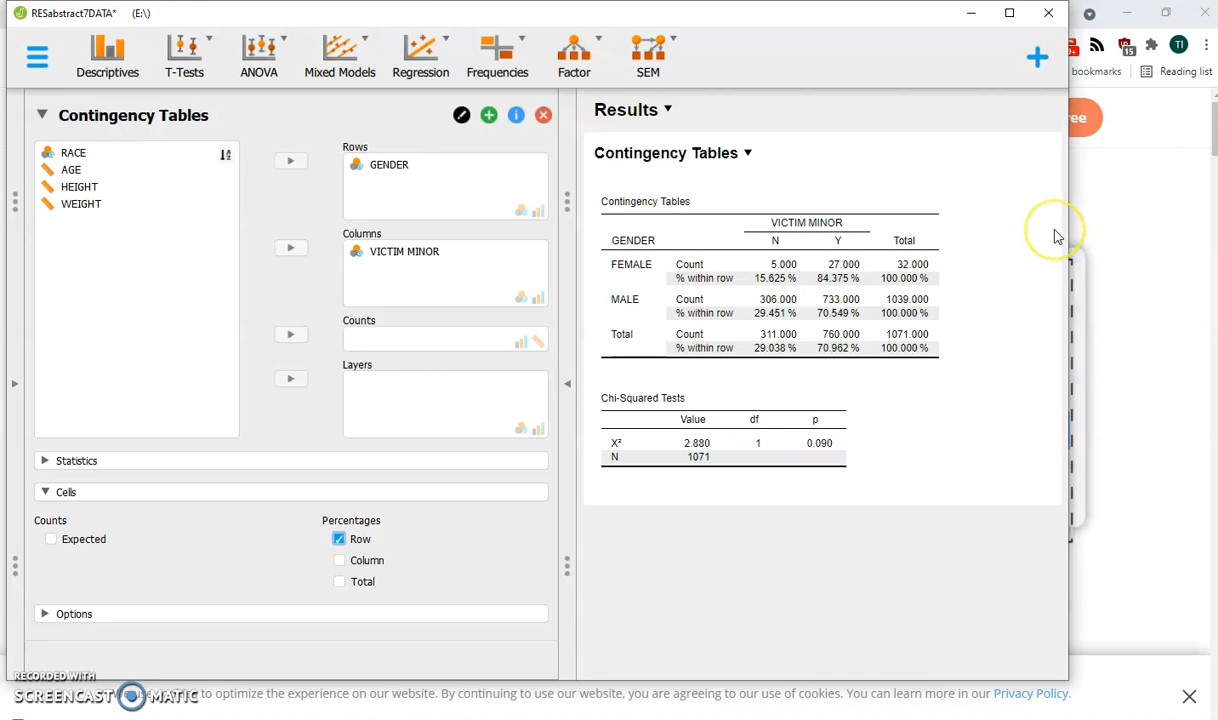 RESabstract7DATA* (E:\)
Descriptives T-Tests ANOVA Mixed Models Regression Frequencies Factor SEM
9+ 15 TI
bookmarks Reading list
Contingency Tables
RACE
AGE
HEIGHT
WEIGHT
Rows
GENDER
Columns
VICTIM MINOR
Counts
Layers
Statistics
Cells
Counts Percentages
Expected Row
Column
Total
Options
Results
Contingency Tables
Contingency Tables
VICTIM MINOR
GENDER N Y Total
FEMALE Count 5.000 27.000 32.000
% within row 15.625 % 84.375 % 100.000 %
MALE Count 306.000 733.000 1039.000
% within row 29.451 % 70.549 % 100.000 %
Total Count 311.000 760.000 1071.000
% within row 29.038 % 70.962 % 100.000 %
Chi-Squared Tests
Value df p
X² 2.880 1 0.090
N 1071
ee
RECORDED WITH
SCREENCAST MATIC
to optimize the experience on our website. By continuing to use our website, you are agreeing to our use of cookies. You can learn more in our Privacy Policy.